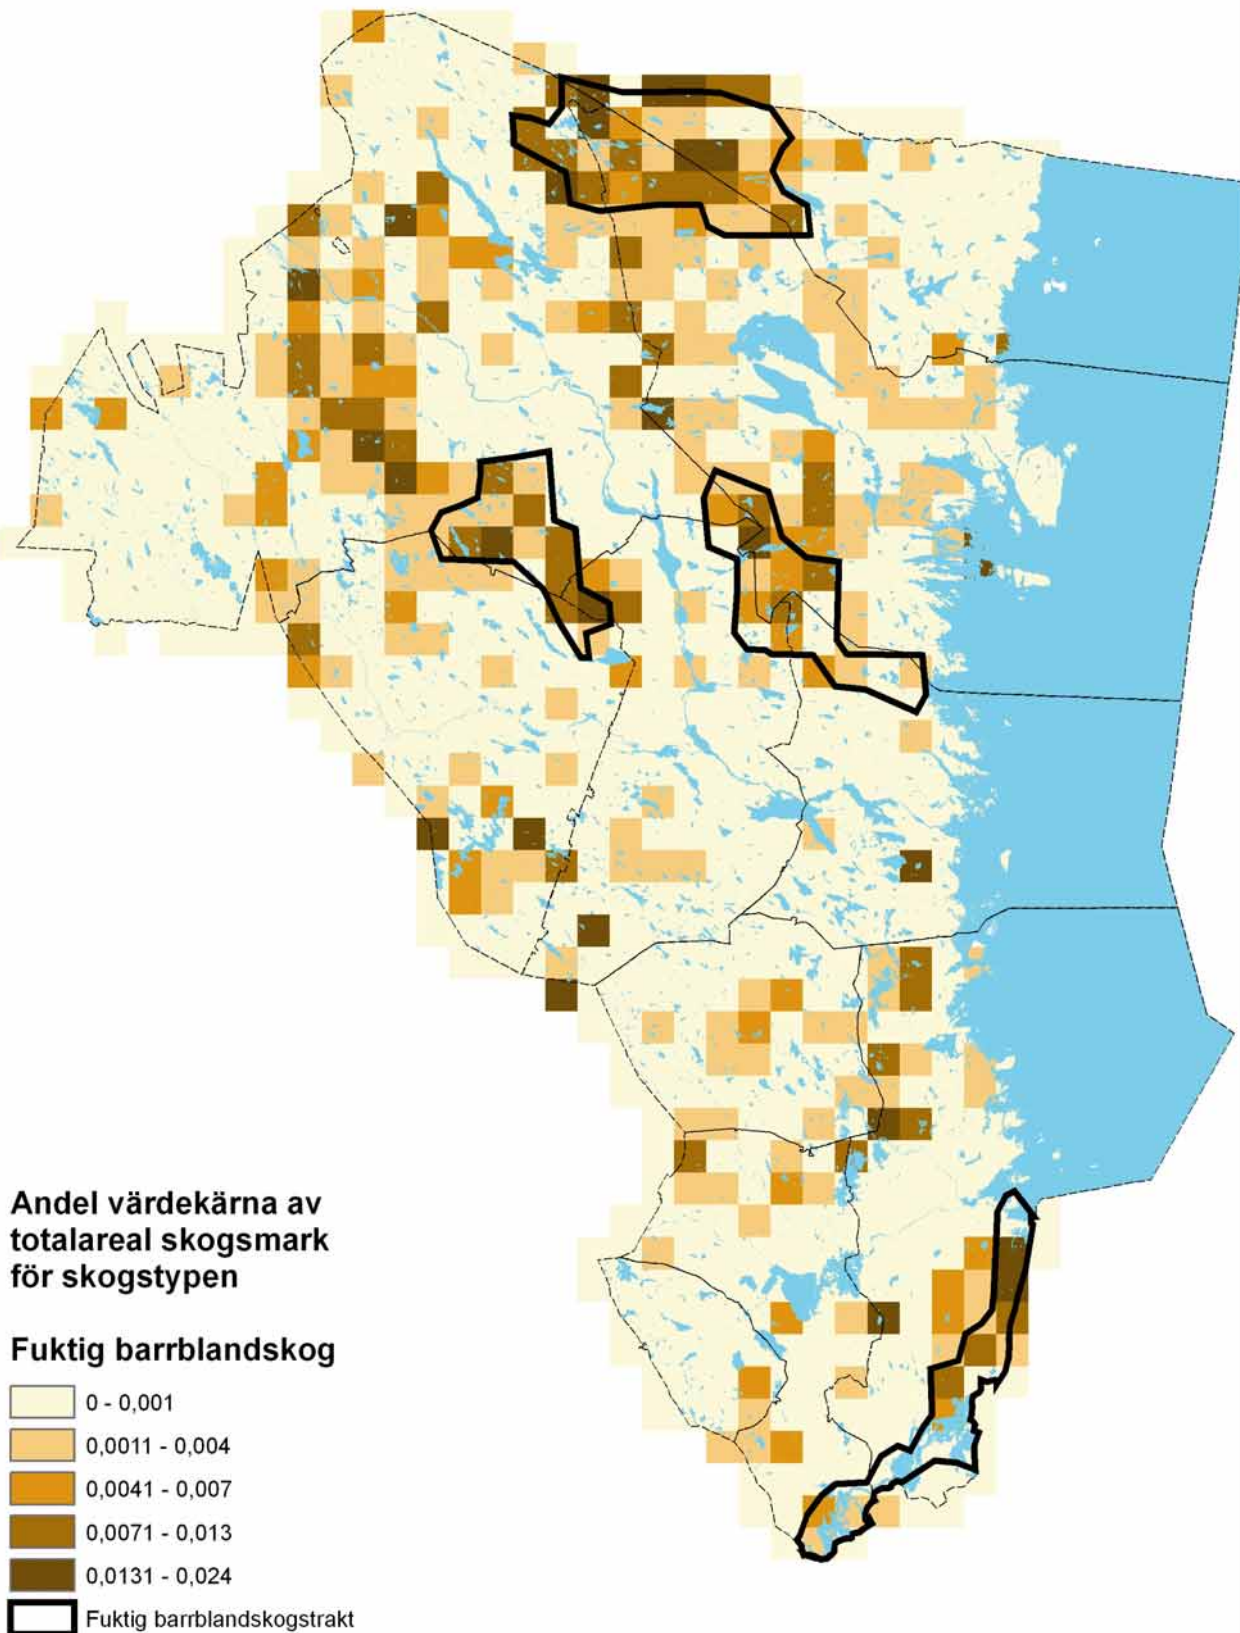 Andel värdekärna av
totalareal skogsmark
för skogstypen
Fuktig barrblandskog
0 - 0,001
0,0011 - 0,004
0,0041 - 0,007
0,0071 - 0,013
0,0131 - 0,024
Fuktig barrblandskogstrakt